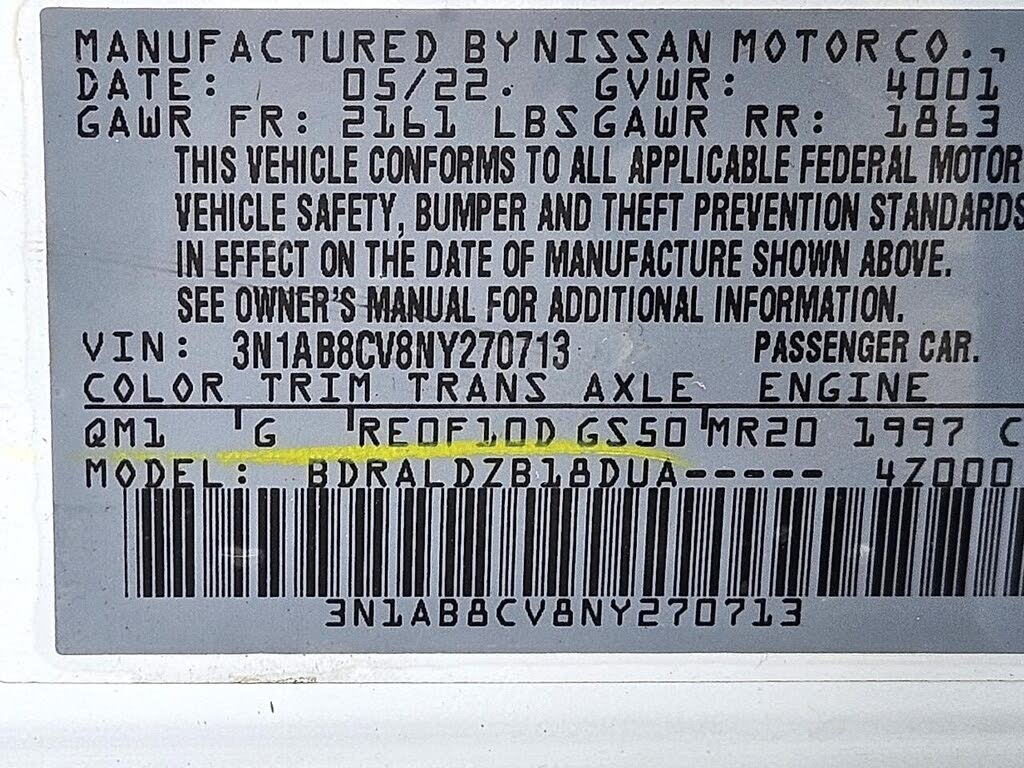 MANUFACTURED BY NISSAN MOTOR CO.,
DATE: 05/22. GVWR: 4001
GAWR FR: 2161 LBS GAWR RR: 1863
THIS VEHICLE CONFORMS TO ALL APPLICABLE FEDERAL MOTOR
VEHICLE SAFETY, BUMPER AND THEFT PREVENTION STANDARDS
IN EFFECT ON THE DATE OF MANUFACTURE SHOWN ABOVE.
SEE OWNER'S MANUAL FOR ADDITIONAL INFORMATION.
VIN: 3N1AB8CV8NY270713 PASSENGER CAR.
COLOR TRIM TRANS AXLE ENGINE
QM1 G RE0F10D GS50 MR20 1997 C
MODEL: BDRALDZB18DUA----- 4Z000
3N1AB8CV8NY270713